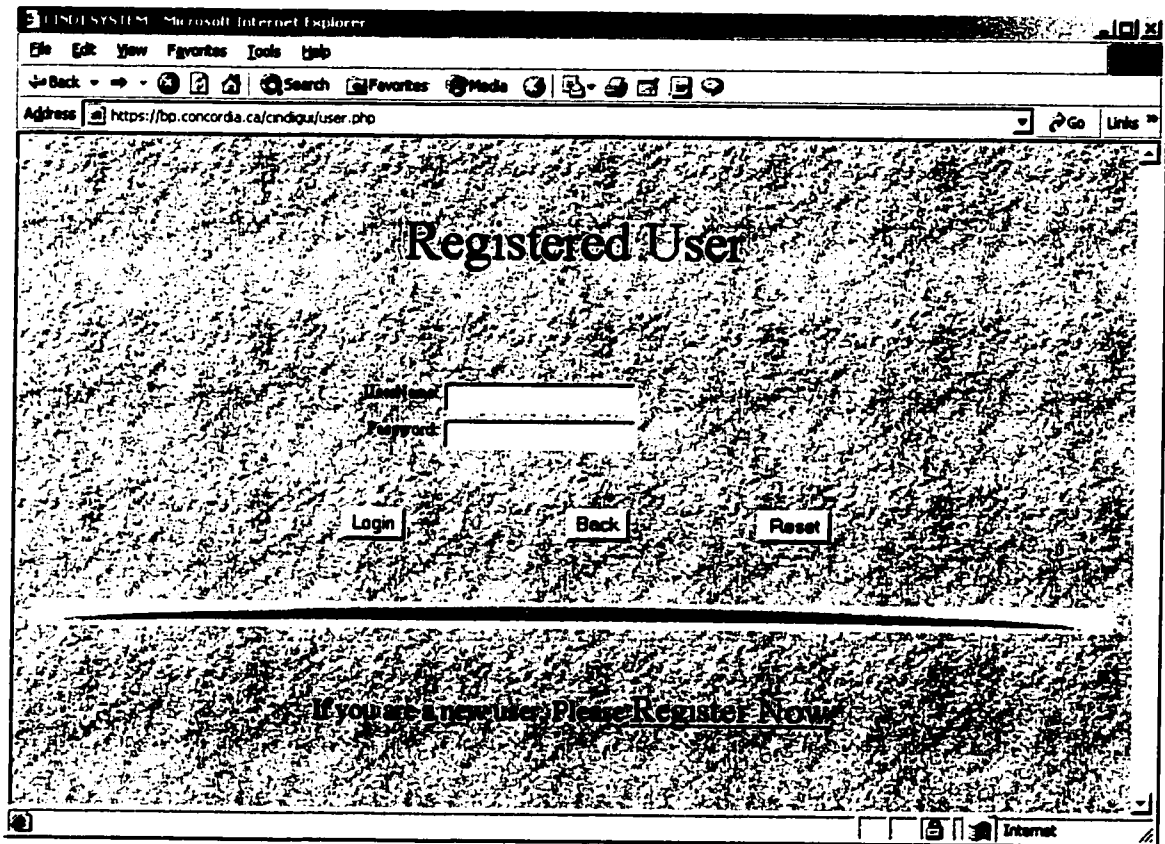 CINDI SYSTEM - Microsoft Internet Explorer
File Edit View Favorites Tools Help
Back Search Favorites Media
Address https://bp.concordia.ca/cindigui/user.php Go Links »
Registered User
UserName:
Password:
Login Back Reset
If you are a new user, Please Register Now
Internet